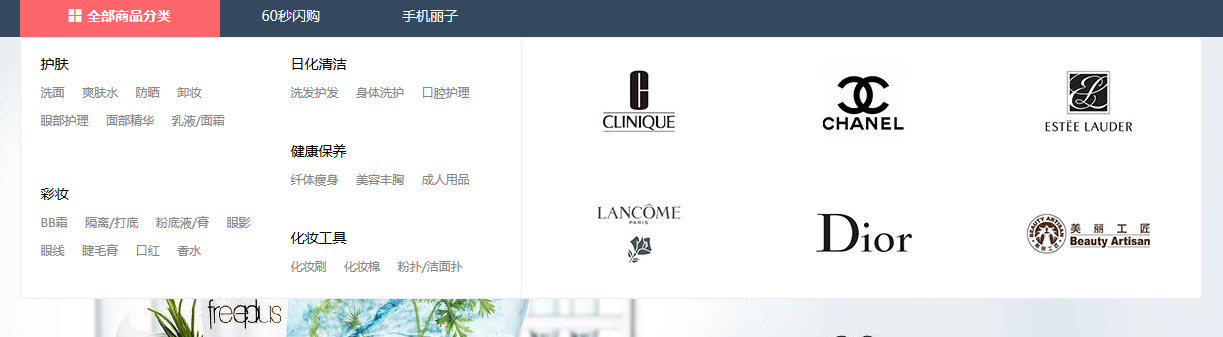 全部商品分类 60秒闪购 手机丽子
护肤
洗面 爽肤水 防晒 卸妆
眼部护理 面部精华 乳液/面霜
彩妆
BB霜 隔离/打底 粉底液/膏 眼影
眼线 睫毛膏 口红 香水
日化清洁
洗发护发 身体洗护 口腔护理
健康保养
纤体瘦身 美容丰胸 成人用品
化妆工具
化妆刷 化妆棉 粉扑/洁面扑
CLINIQUE
CHANEL
ESTĒE LAUDER
LANCÔME
PARIS
Dior
BEAUTY ARTISAN
美丽工匠
美丽工匠
Beauty Artisan
freeplus